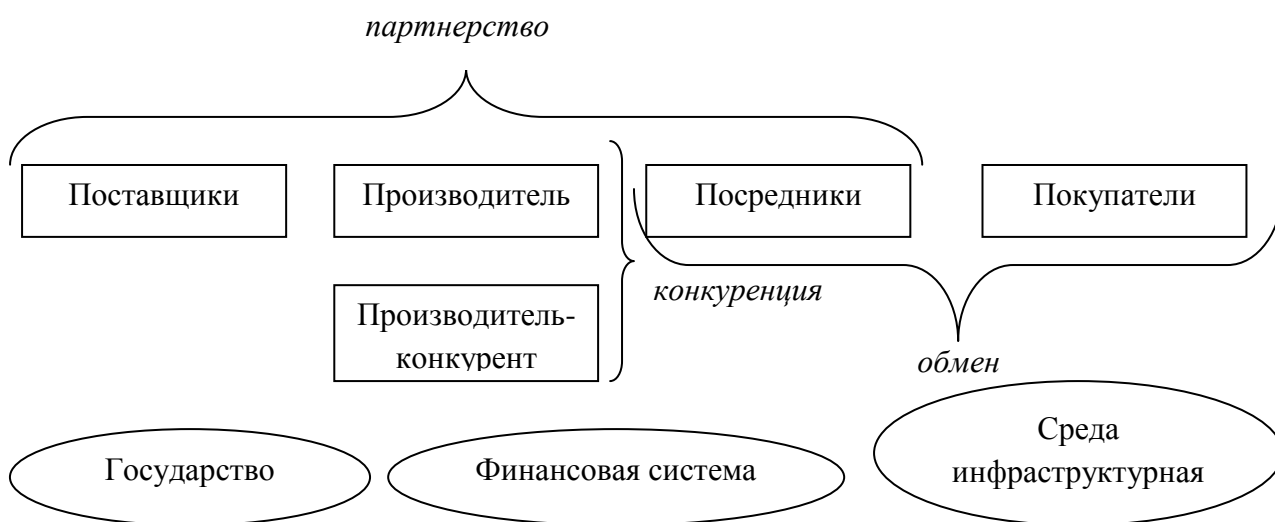 партнерство
Поставщики
Производитель
Посредники
Покупатели
конкуренция
Производитель-
конкурент
обмен
Государство
Финансовая система
Среда
инфраструктурная